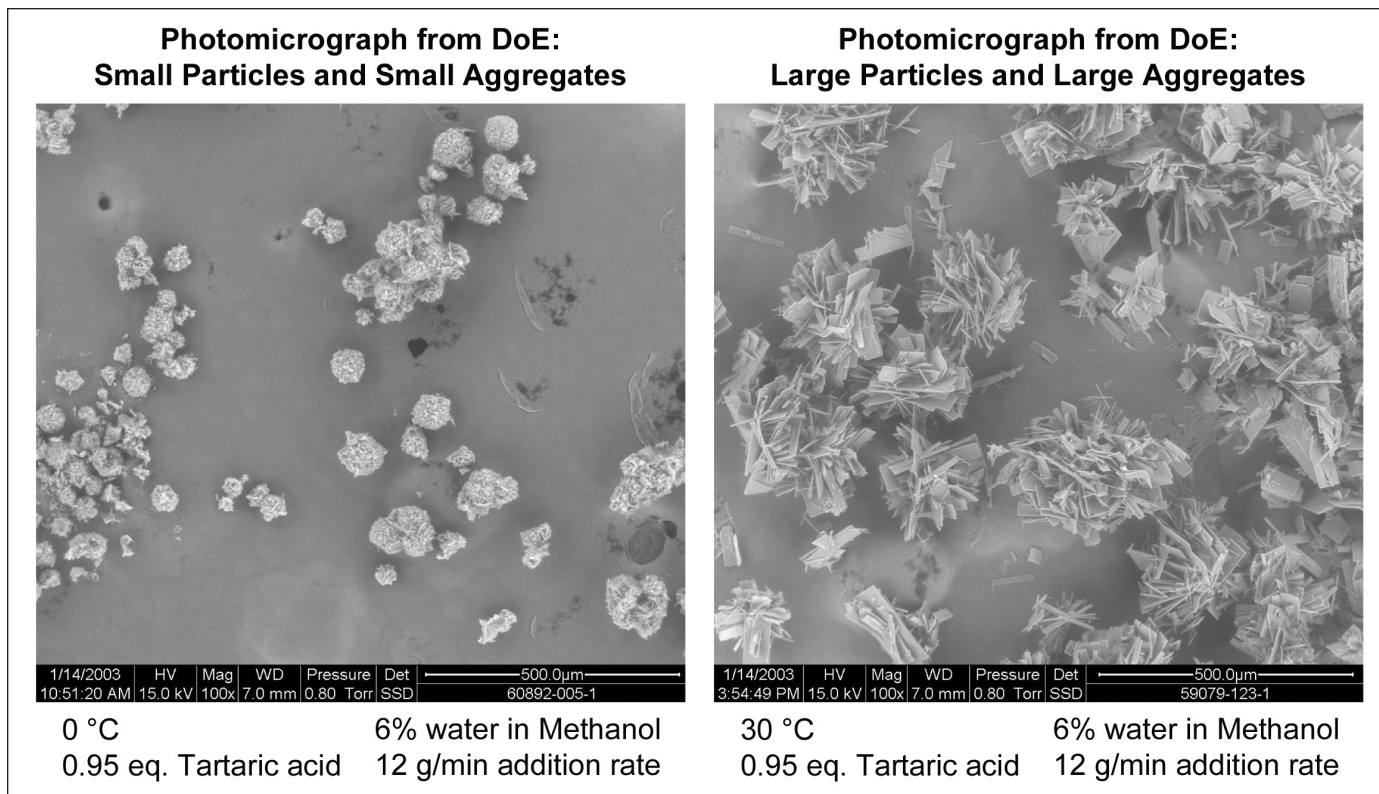 Photomicrograph from DoE:
Small Particles and Small Aggregates
1/14/2003 HV Mag WD Pressure Det 500.0µm
10:51:20 AM 15.0 kV 100x 7.0 mm 0.80 Torr SSD 60892-005-1
0 °C 6% water in Methanol
0.95 eq. Tartaric acid 12 g/min addition rate
Photomicrograph from DoE:
Large Particles and Large Aggregates
1/14/2003 HV Mag WD Pressure Det 500.0µm
3:54:49 PM 15.0 kV 100x 7.0 mm 0.80 Torr SSD 59079-123-1
30 °C 6% water in Methanol
0.95 eq. Tartaric acid 12 g/min addition rate